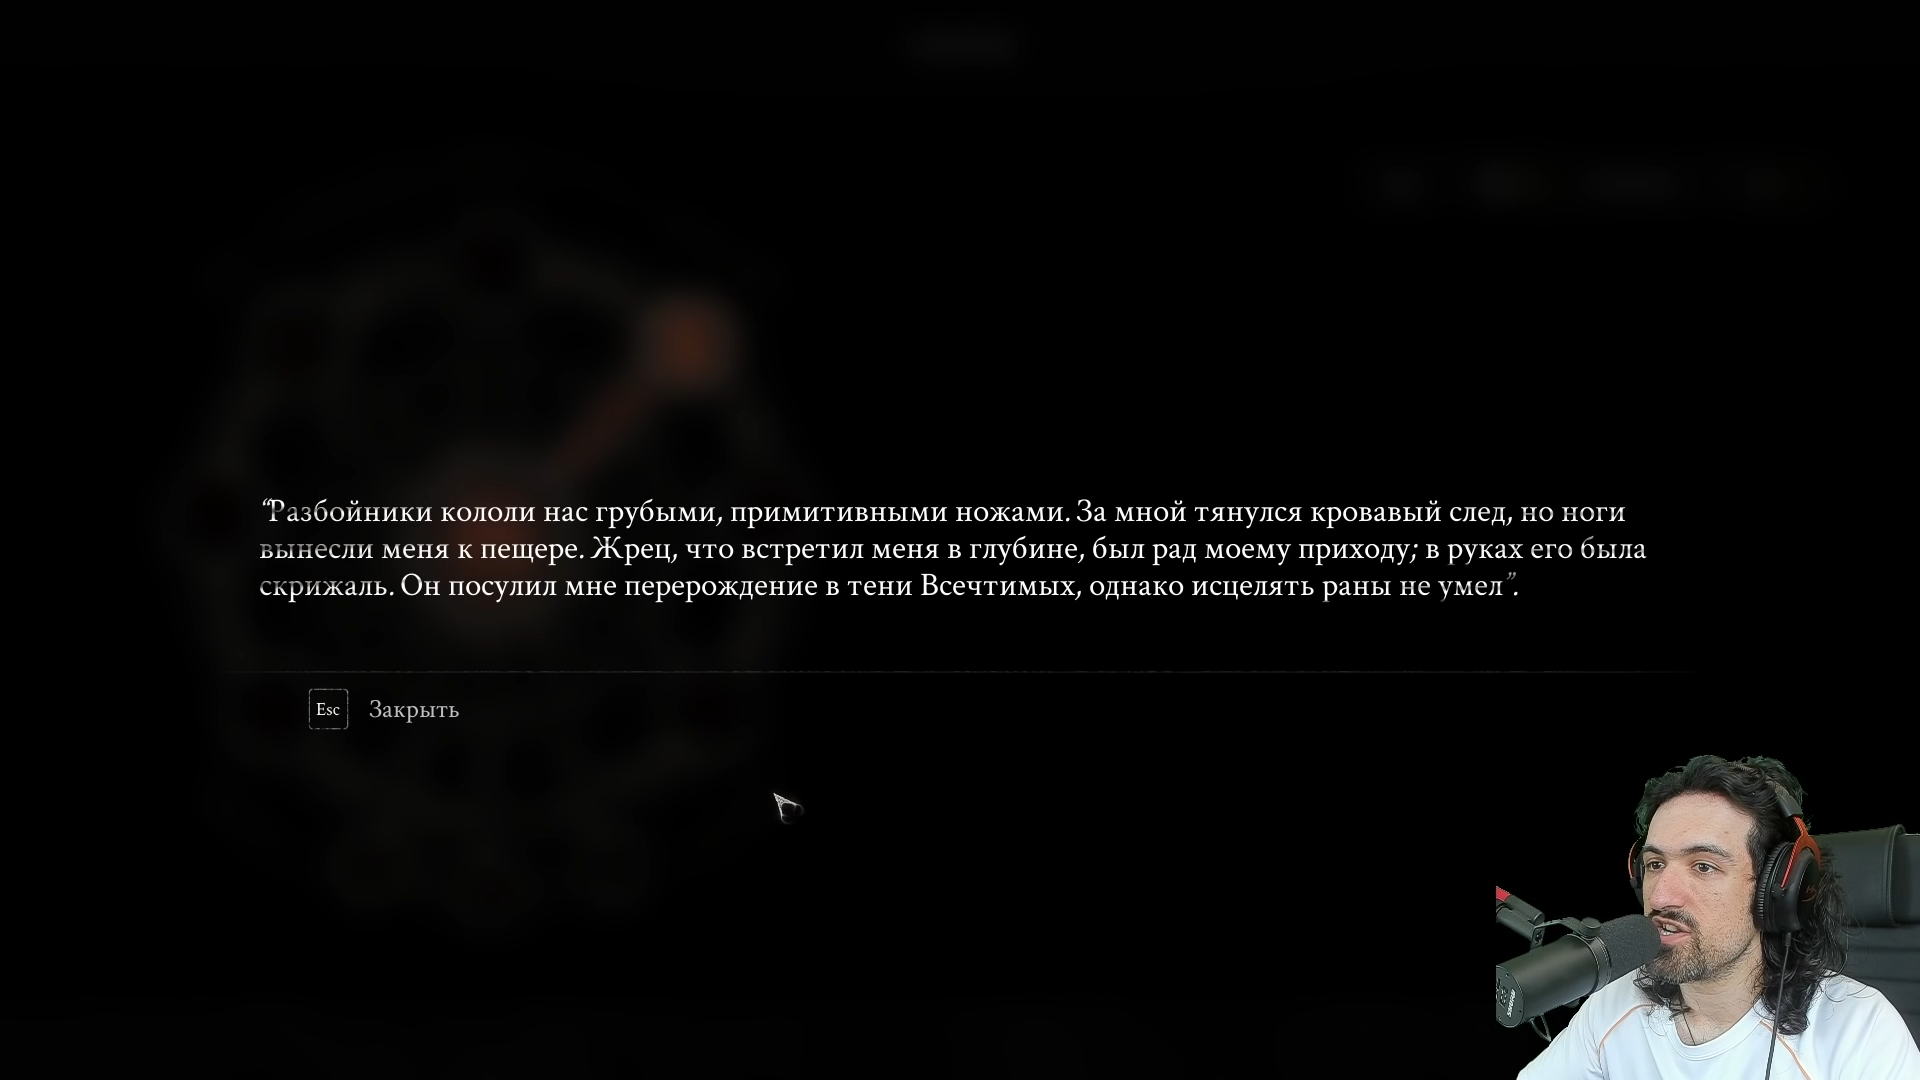 “Разбойники кололи нас грубыми, примитивными ножами. За мной тянулся кровавый след, но ноги
вынесли меня к пещере. Жрец, что встретил меня в глубине, был рад моему приходу; в руках его была
скрижаль. Он посулил мне перерождение в тени Всечтимых, однако исцелять раны не умел”.
Esc Закрыть